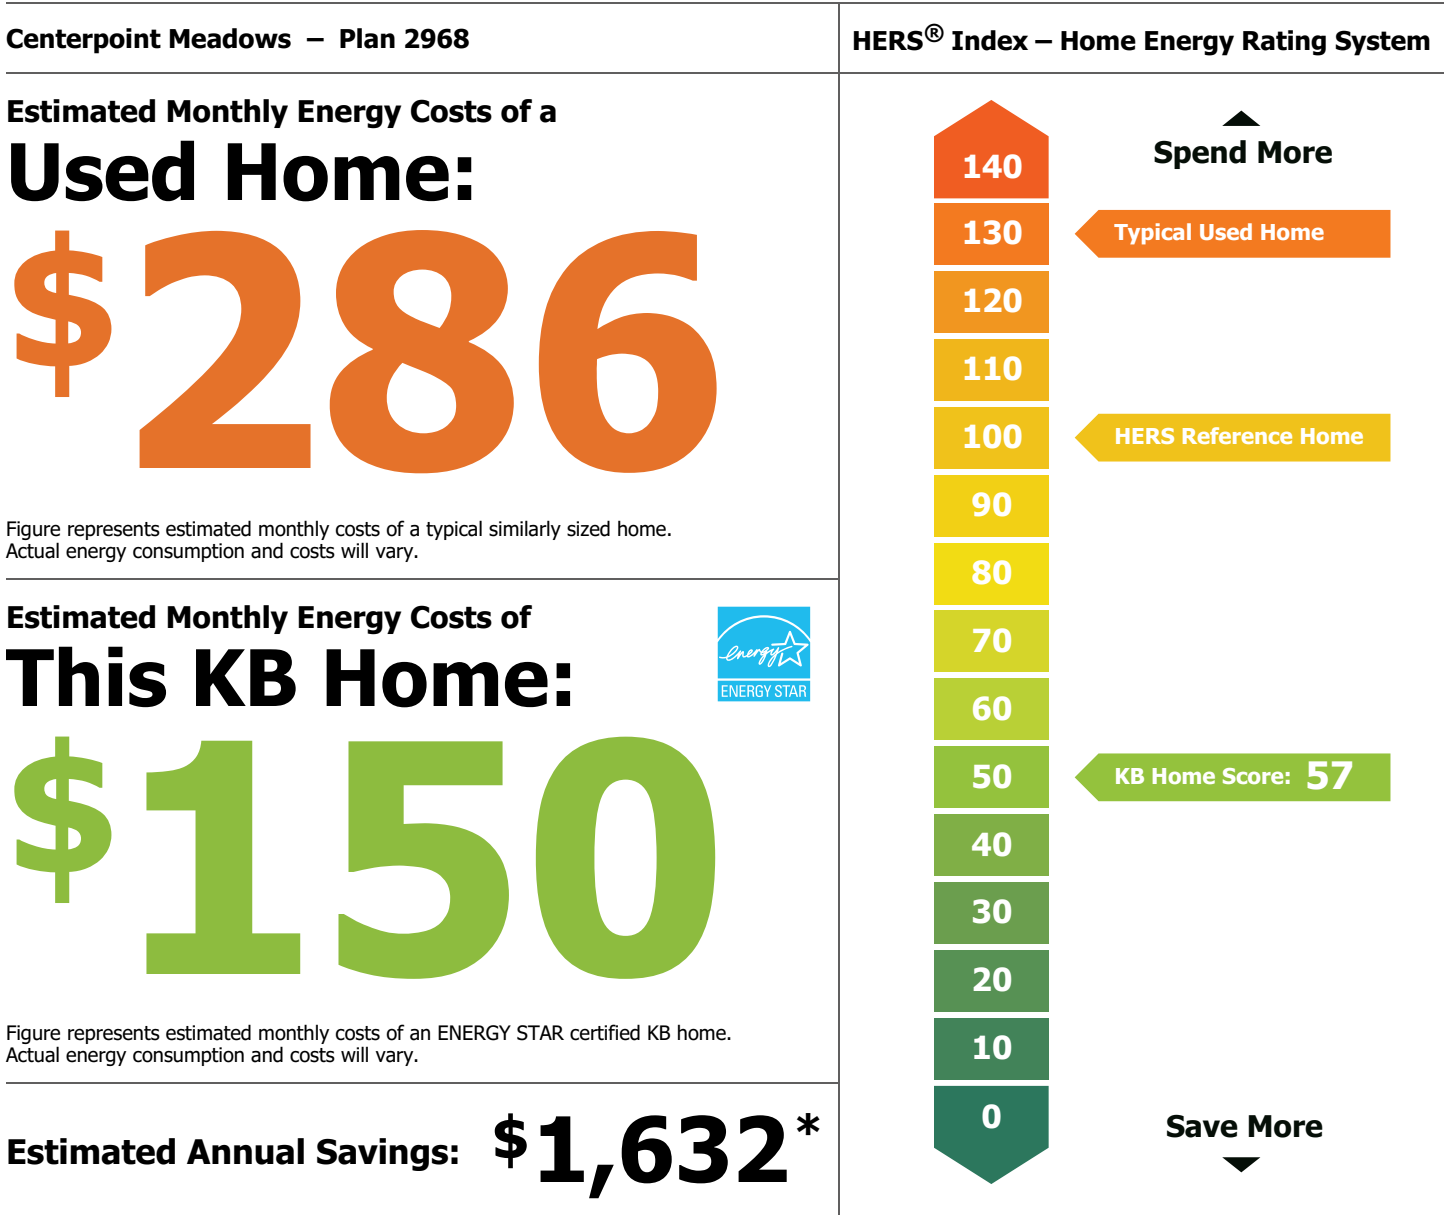 Centerpoint Meadows – Plan 2968
Estimated Monthly Energy Costs of a
Used Home:
$286
Figure represents estimated monthly costs of a typical similarly sized home.
Actual energy consumption and costs will vary.
Estimated Monthly Energy Costs of
This KB Home:
energy
ENERGY STAR
$150
Figure represents estimated monthly costs of an ENERGY STAR certified KB home.
Actual energy consumption and costs will vary.
Estimated Annual Savings: $1,632*
HERS® Index – Home Energy Rating System
Spend More
140
130 Typical Used Home
120
110
100 HERS Reference Home
90
80
70
60
50 KB Home Score: 57
40
30
20
10
0
Save More